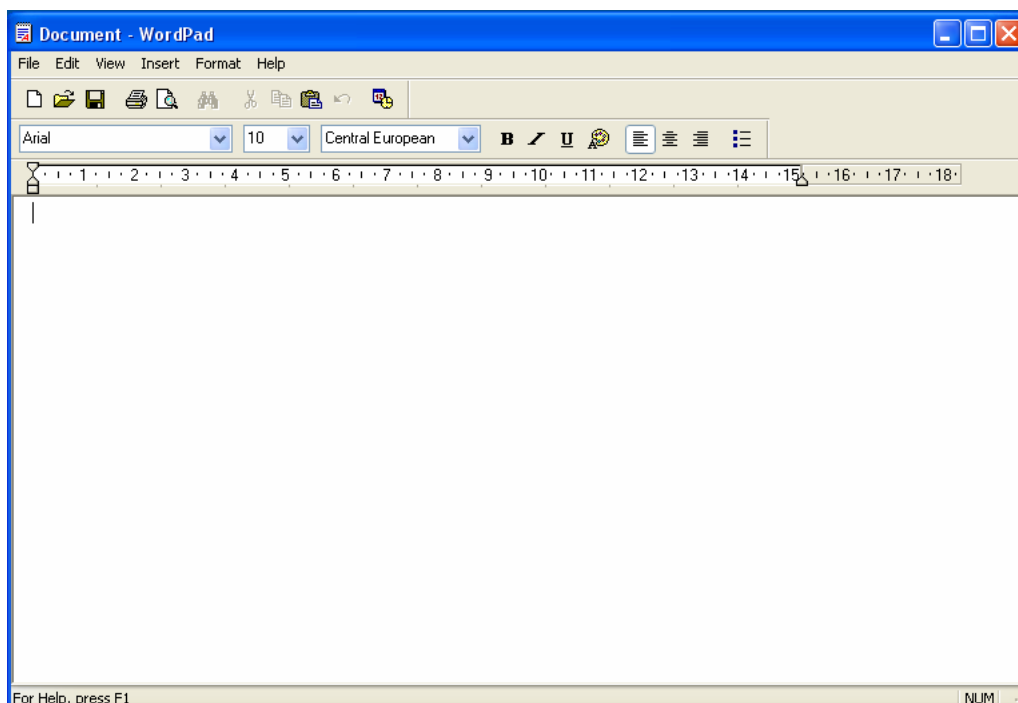 Document - WordPad
File Edit View Insert Format Help
Arial 10 Central European B I U
1 2 3 4 5 6 7 8 9 10 11 12 13 14 15 16 17 18
For Help, press F1 NUM